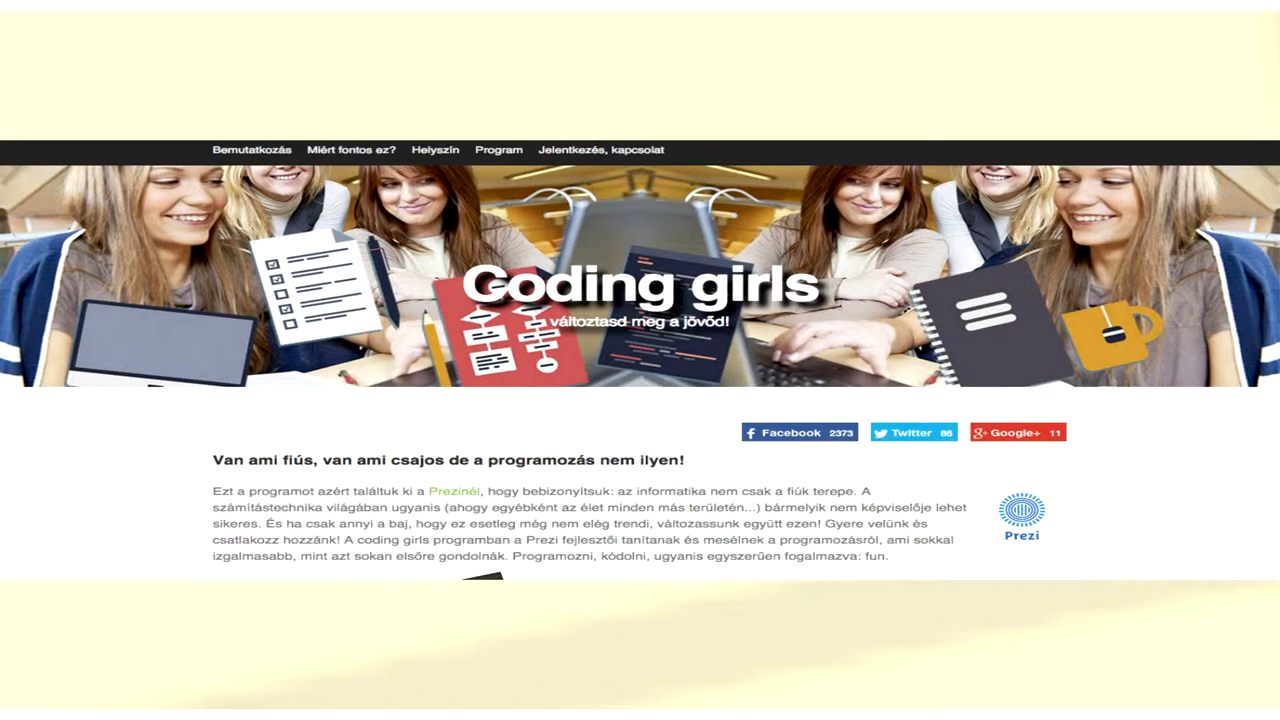 Bemutatkozás Miért fontos ez? Helyszín Program Jelentkezés, kapcsolat
Coding girls
változtasd meg a jövőd!
Facebook 2373 Twitter 86 Google+ 11
Van ami fiús, van ami csajos de a programozás nem ilyen!
Ezt a programot azért találtuk ki a Prezinél, hogy bebizonyítsuk: az informatika nem csak a fiúk terepe. A
számítástechnika világában ugyanis (ahogy egyébként az élet minden más területén...) bármelyik nem képviselője lehet
sikeres. És ha csak annyi a baj, hogy ez esetleg még nem elég trendi, változassunk együtt ezen! Gyere velünk és
csatlakozz hozzánk! A coding girls programban a Prezi fejlesztői tanítanak és mesélnek a programozásról, ami sokkal
izgalmasabb, mint azt sokan elsőre gondolnák. Programozni, kódolni, ugyanis egyszerűen fogalmazva: fun.
Prezi